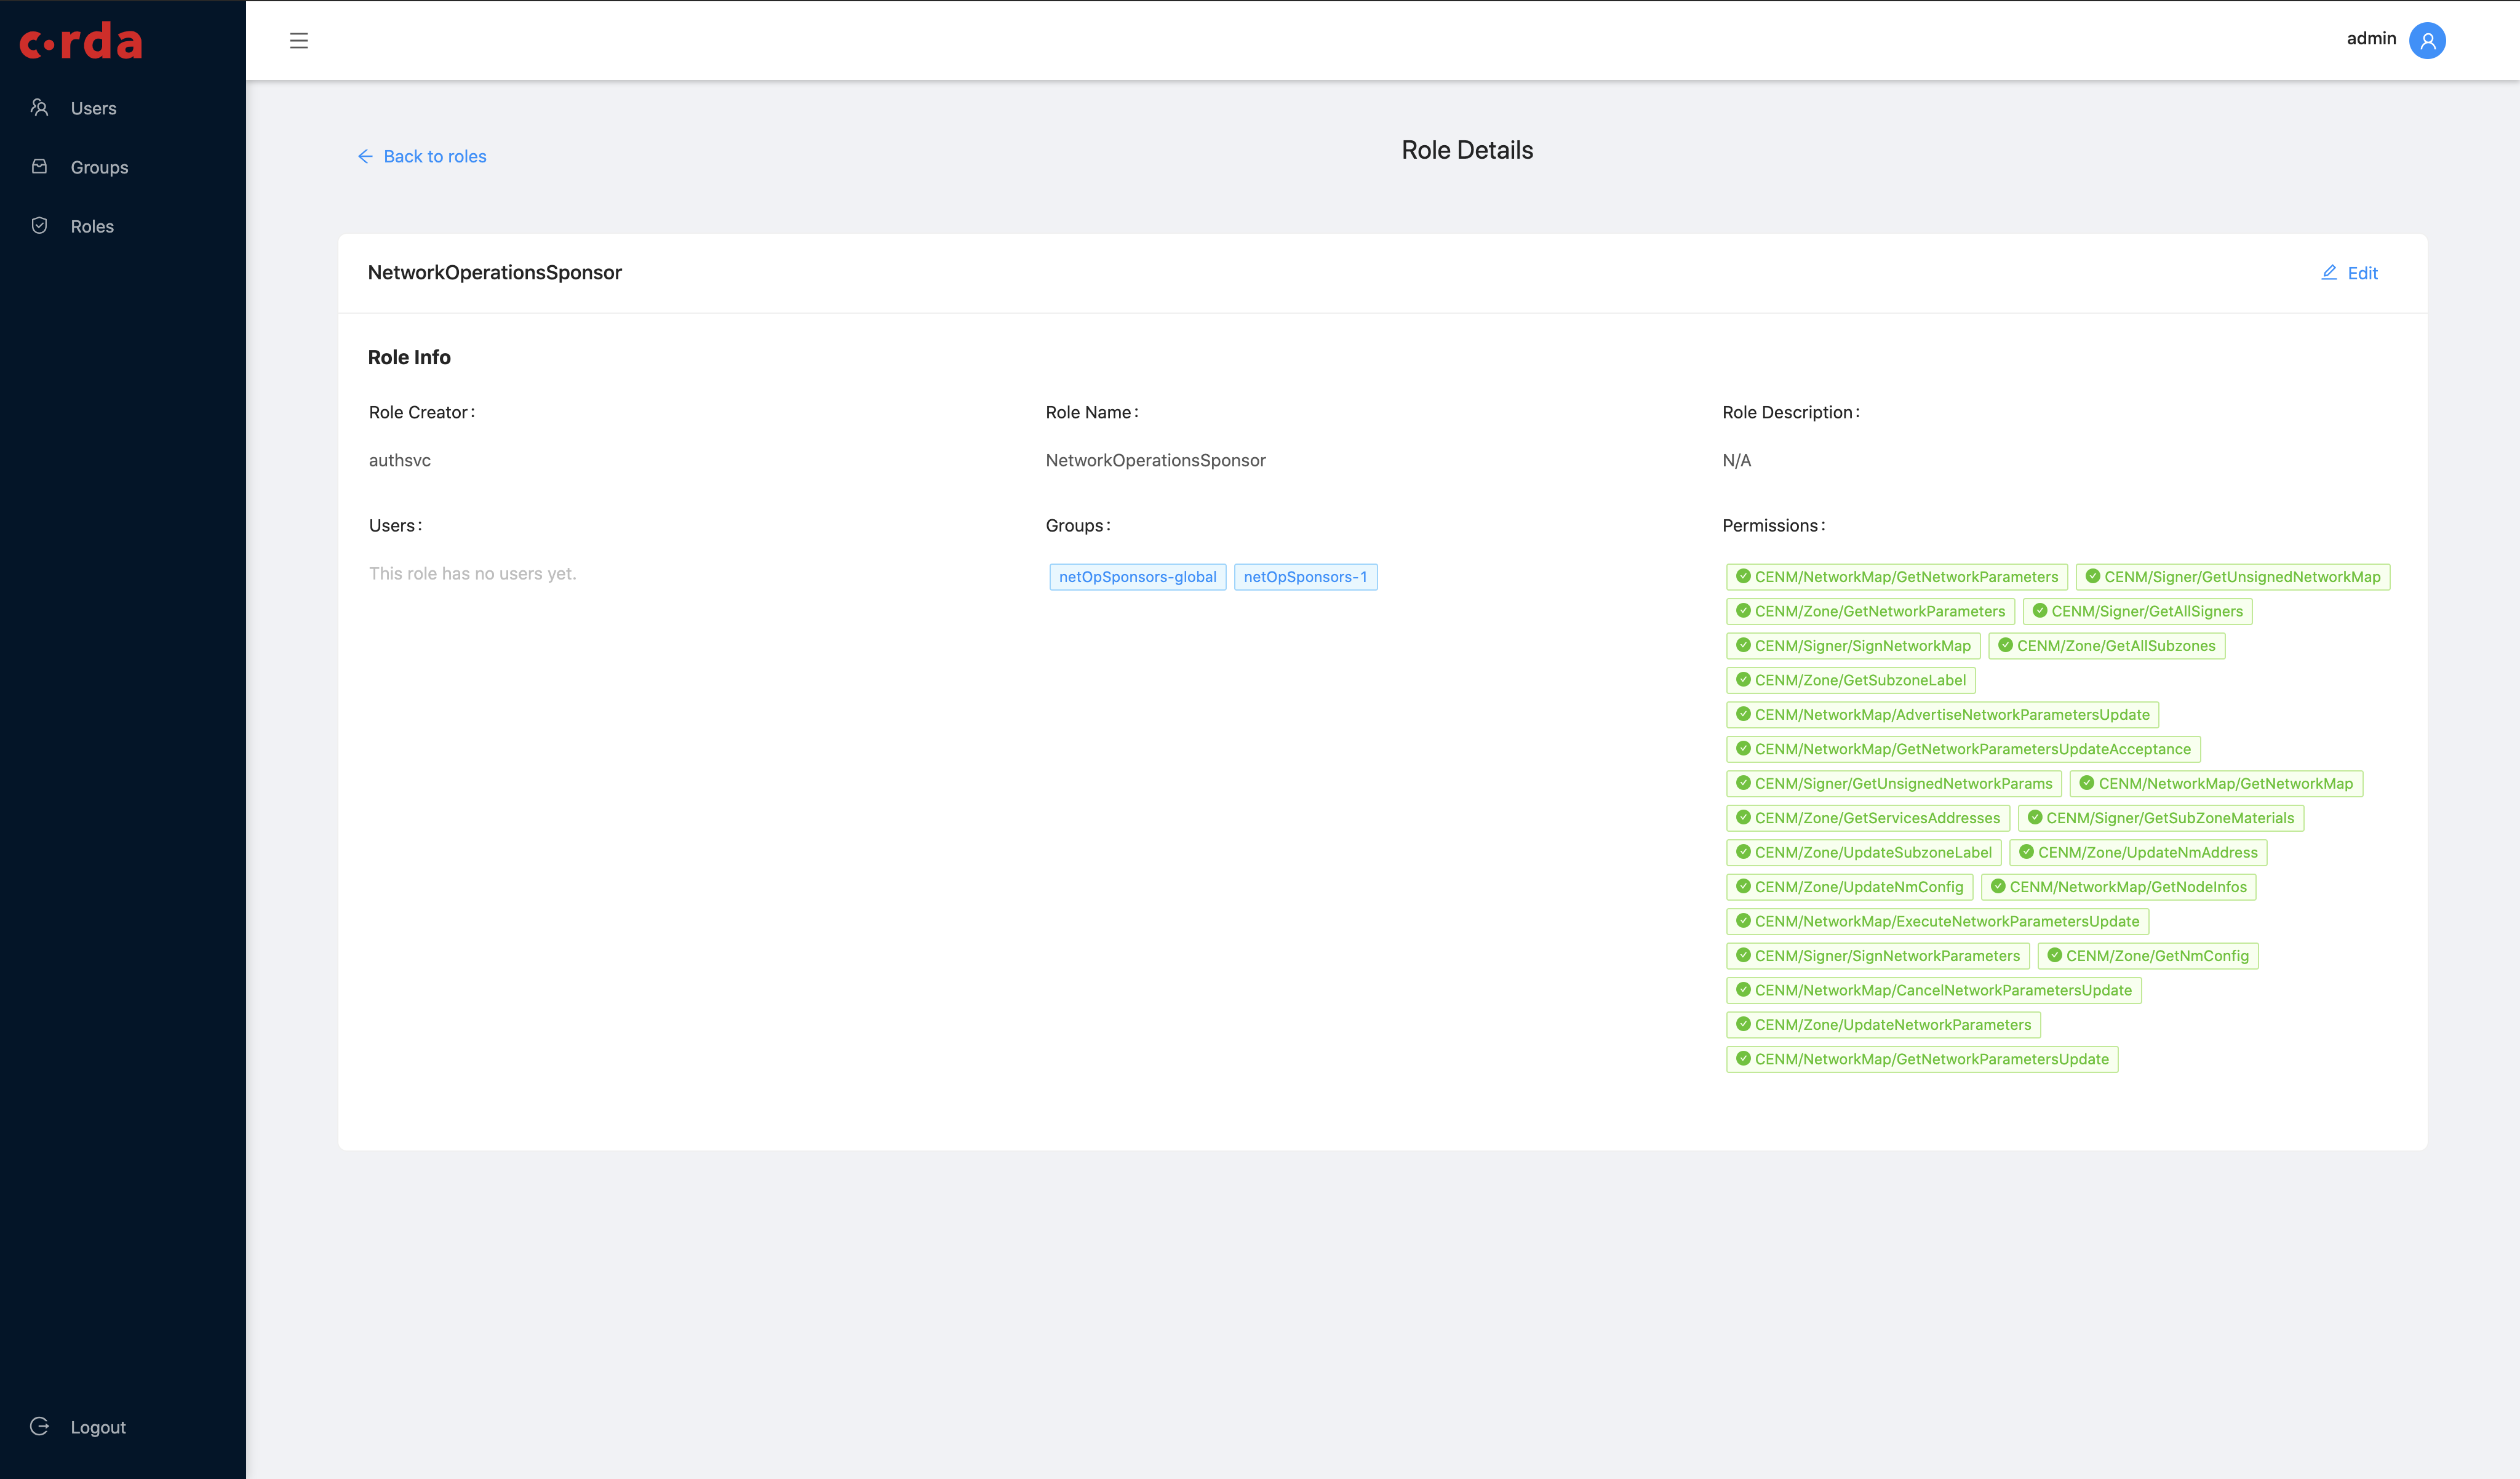 c•rda
admin
Users
Groups
Roles
Back to roles
Role Details
NetworkOperationsSponsor
Edit
Role Info
Role Creator:
Role Name:
Role Description:
authsvc
NetworkOperationsSponsor
N/A
Users:
Groups:
Permissions:
This role has no users yet.
netOpSponsors-global netOpSponsors-1
CENM/NetworkMap/GetNetworkParameters CENM/Signer/GetUnsignedNetworkMap
CENM/Zone/GetNetworkParameters CENM/Signer/GetAllSigners
CENM/Signer/SignNetworkMap CENM/Zone/GetAllSubzones
CENM/Zone/GetSubzoneLabel
CENM/NetworkMap/AdvertiseNetworkParametersUpdate
CENM/NetworkMap/GetNetworkParametersUpdateAcceptance
CENM/Signer/GetUnsignedNetworkParams CENM/NetworkMap/GetNetworkMap
CENM/Zone/GetServicesAddresses CENM/Signer/GetSubZoneMaterials
CENM/Zone/UpdateSubzoneLabel CENM/Zone/UpdateNmAddress
CENM/Zone/UpdateNmConfig CENM/NetworkMap/GetNodeInfos
CENM/NetworkMap/ExecuteNetworkParametersUpdate
CENM/Signer/SignNetworkParameters CENM/Zone/GetNmConfig
CENM/NetworkMap/CancelNetworkParametersUpdate
CENM/Zone/UpdateNetworkParameters
CENM/NetworkMap/GetNetworkParametersUpdate
Logout